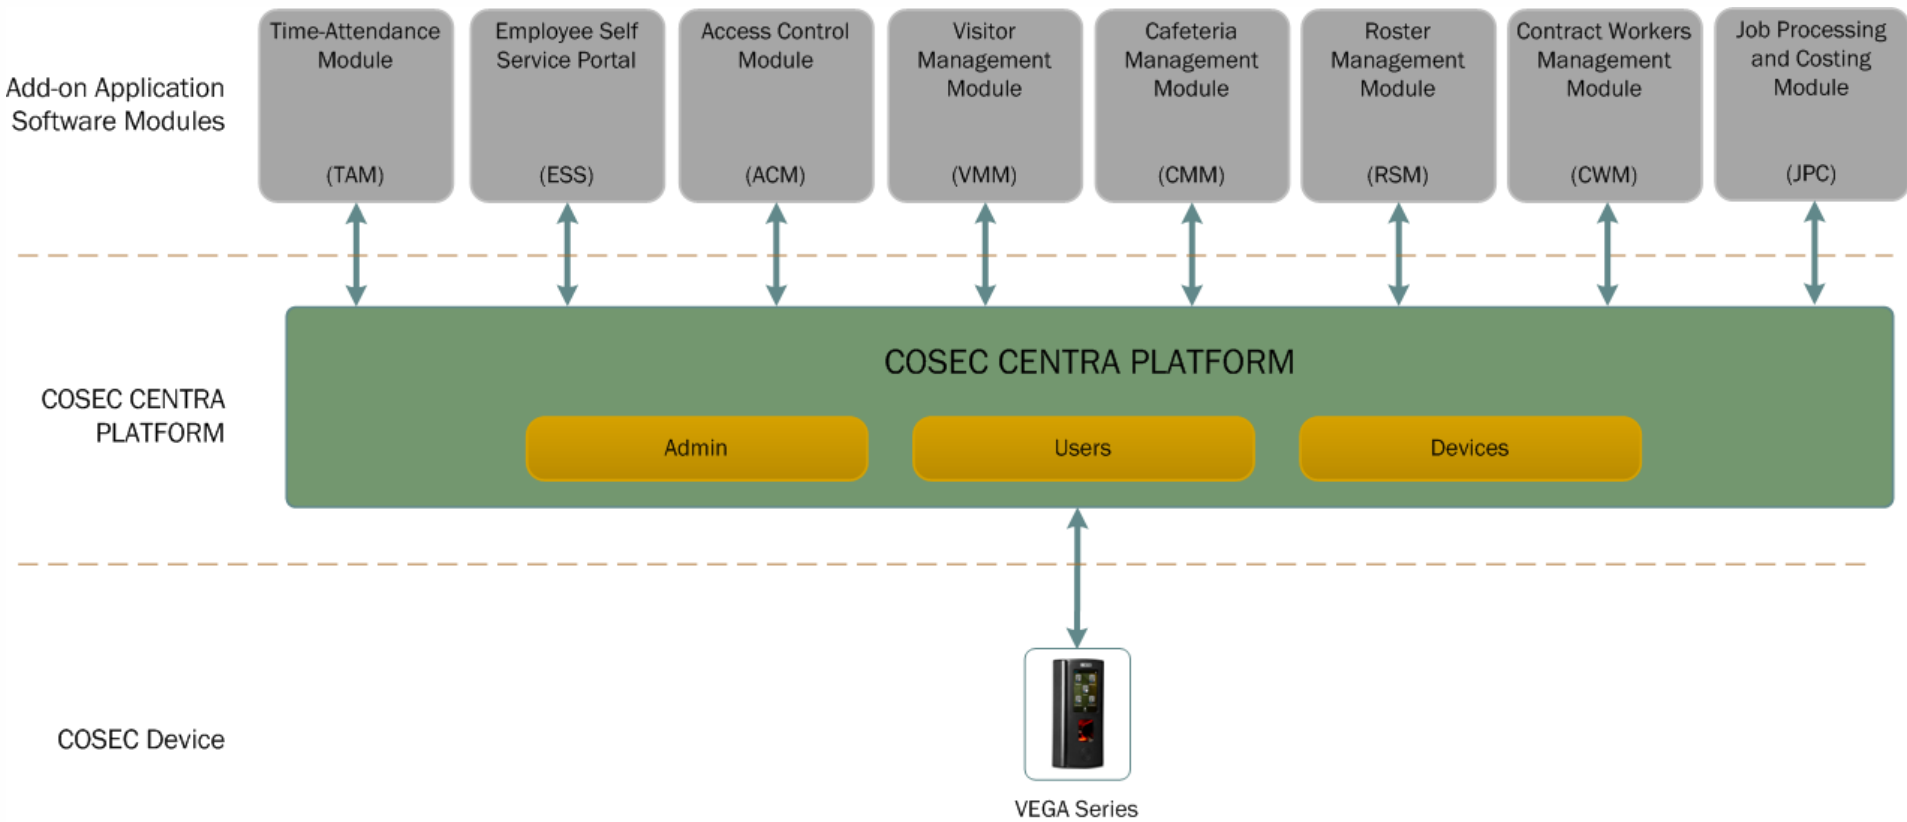 Time-Attendance
Module
(TAM)
Employee Self
Service Portal
(ESS)
Access Control
Module
(ACM)
Visitor
Management
Module
(VMM)
Cafeteria
Management
Module
(CMM)
Roster
Management
Module
(RSM)
Contract Workers
Management
Module
(CWM)
Job Processing
and Costing
Module
(JPC)
Add-on Application
Software Modules
COSEC CENTRA
PLATFORM
COSEC CENTRA PLATFORM
Admin
Users
Devices
COSEC Device
VEGA Series